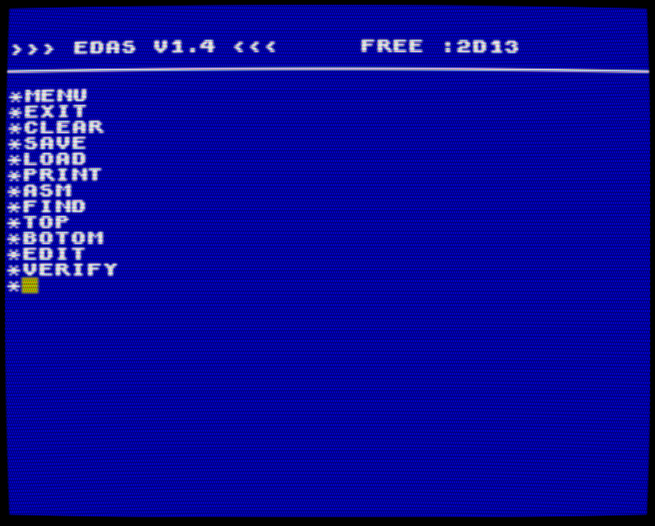 >>> EDAS V1.4 <<< FREE :2D13
*MENU
*EXIT
*CLEAR
*SAVE
*LOAD
*PRINT
*ASM
*FIND
*TOP
*BOTOM
*EDIT
*VERIFY
*